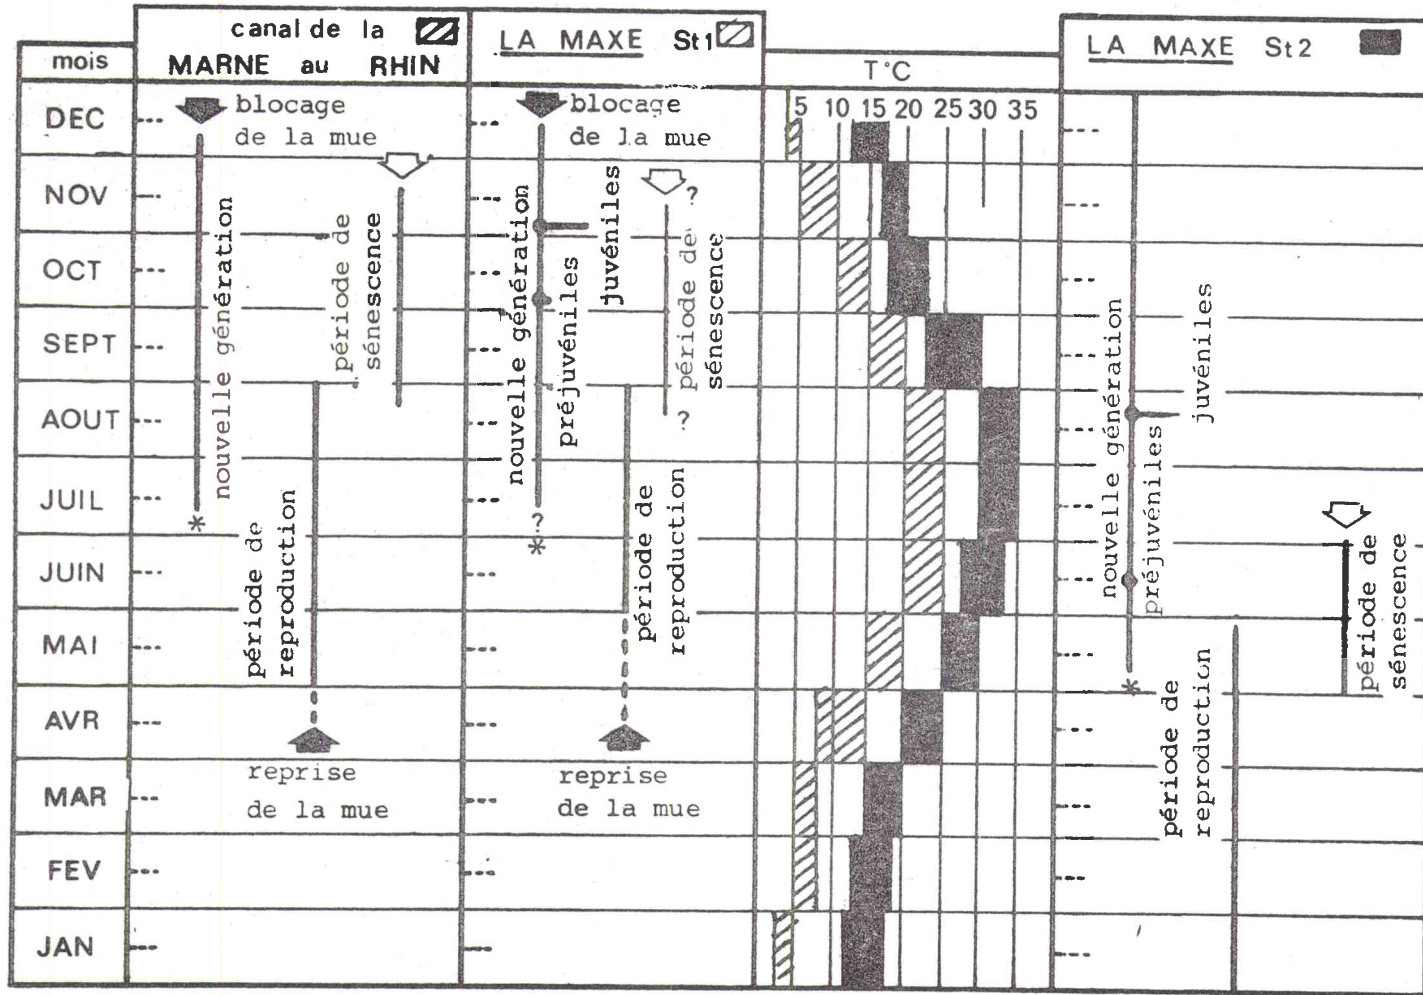 mois
canal de la
MARNE au RHIN
LA MAXE St1
T°C
LA MAXE St2
5 10 15 20 25 30 35
DEC
NOV
OCT
SEPT
AOUT
JUIL
JUIN
MAI
AVR
MAR
FEV
JAN
blocage
de la mue
nouvelle génération
*
période de
sénescence
période de
reproduction
reprise
de la mue
blocage
de la mue
nouvelle génération
juvéniles
préjuvéniles
?
*
?
période de
sénescence
?
période de
reproduction
reprise
de la mue
nouvelle génération
juvéniles
préjuvéniles
*
période de
reproduction
période de
sénescence